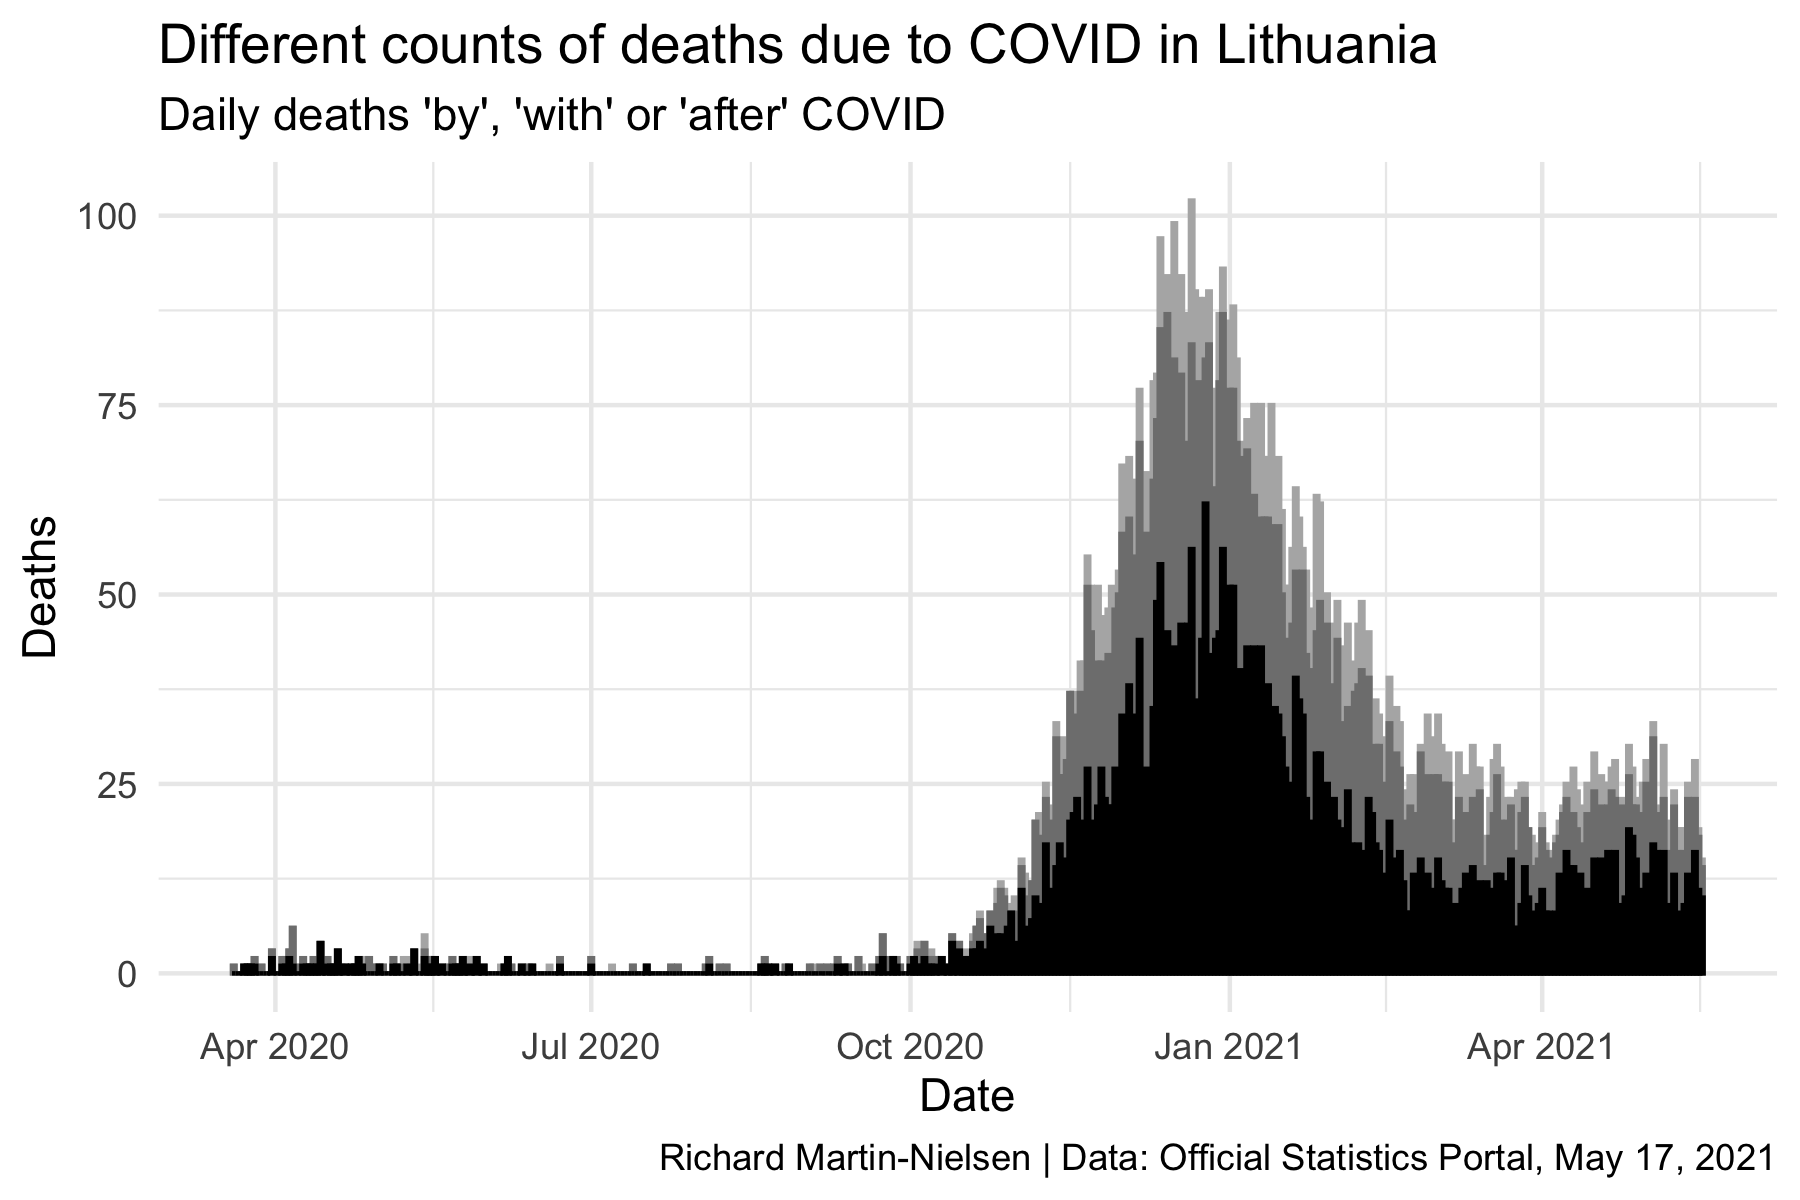 Different counts of deaths due to COVID in Lithuania
Daily deaths 'by', 'with' or 'after' COVID
100
75
50
25
0
Deaths
Apr 2020 Jul 2020 Oct 2020 Jan 2021 Apr 2021
Date
Richard Martin-Nielsen | Data: Official Statistics Portal, May 17, 2021